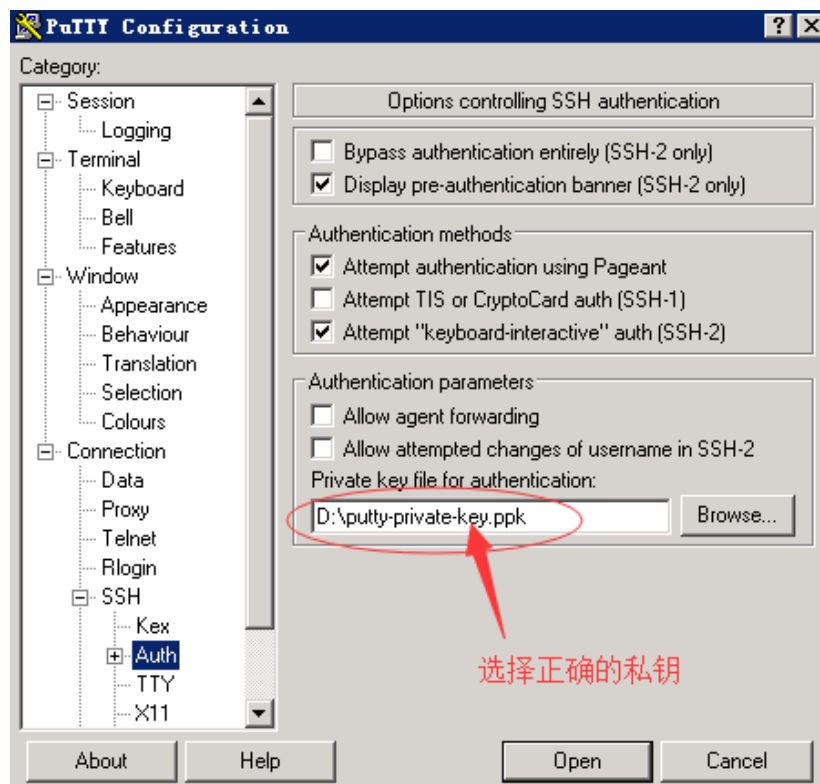 PuTTY Configuration
Category:
Session
Logging
Terminal
Keyboard
Bell
Features
Window
Appearance
Behaviour
Translation
Selection
Colours
Connection
Data
Proxy
Telnet
Rlogin
SSH
Kex
Auth
TTY
X11
Options controlling SSH authentication
Bypass authentication entirely (SSH-2 only)
Display pre-authentication banner (SSH-2 only)
Authentication methods
Attempt authentication using Pageant
Attempt TIS or CryptoCard auth (SSH-1)
Attempt "keyboard-interactive" auth (SSH-2)
Authentication parameters
Allow agent forwarding
Allow attempted changes of username in SSH-2
Private key file for authentication:
D:\putty-private-key.ppk
Browse...
选择正确的私钥
About
Help
Open
Cancel